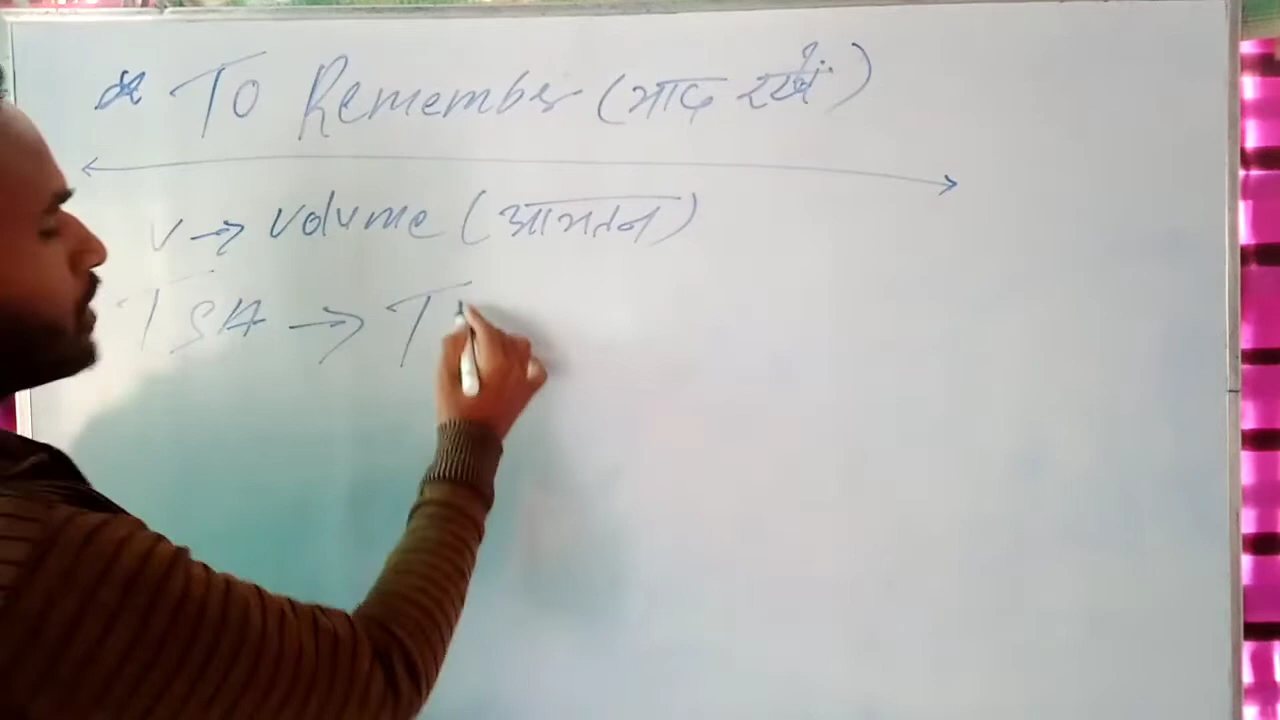 * To Remember (याद रखें)
V → Volume (आयतन)
TSA → T